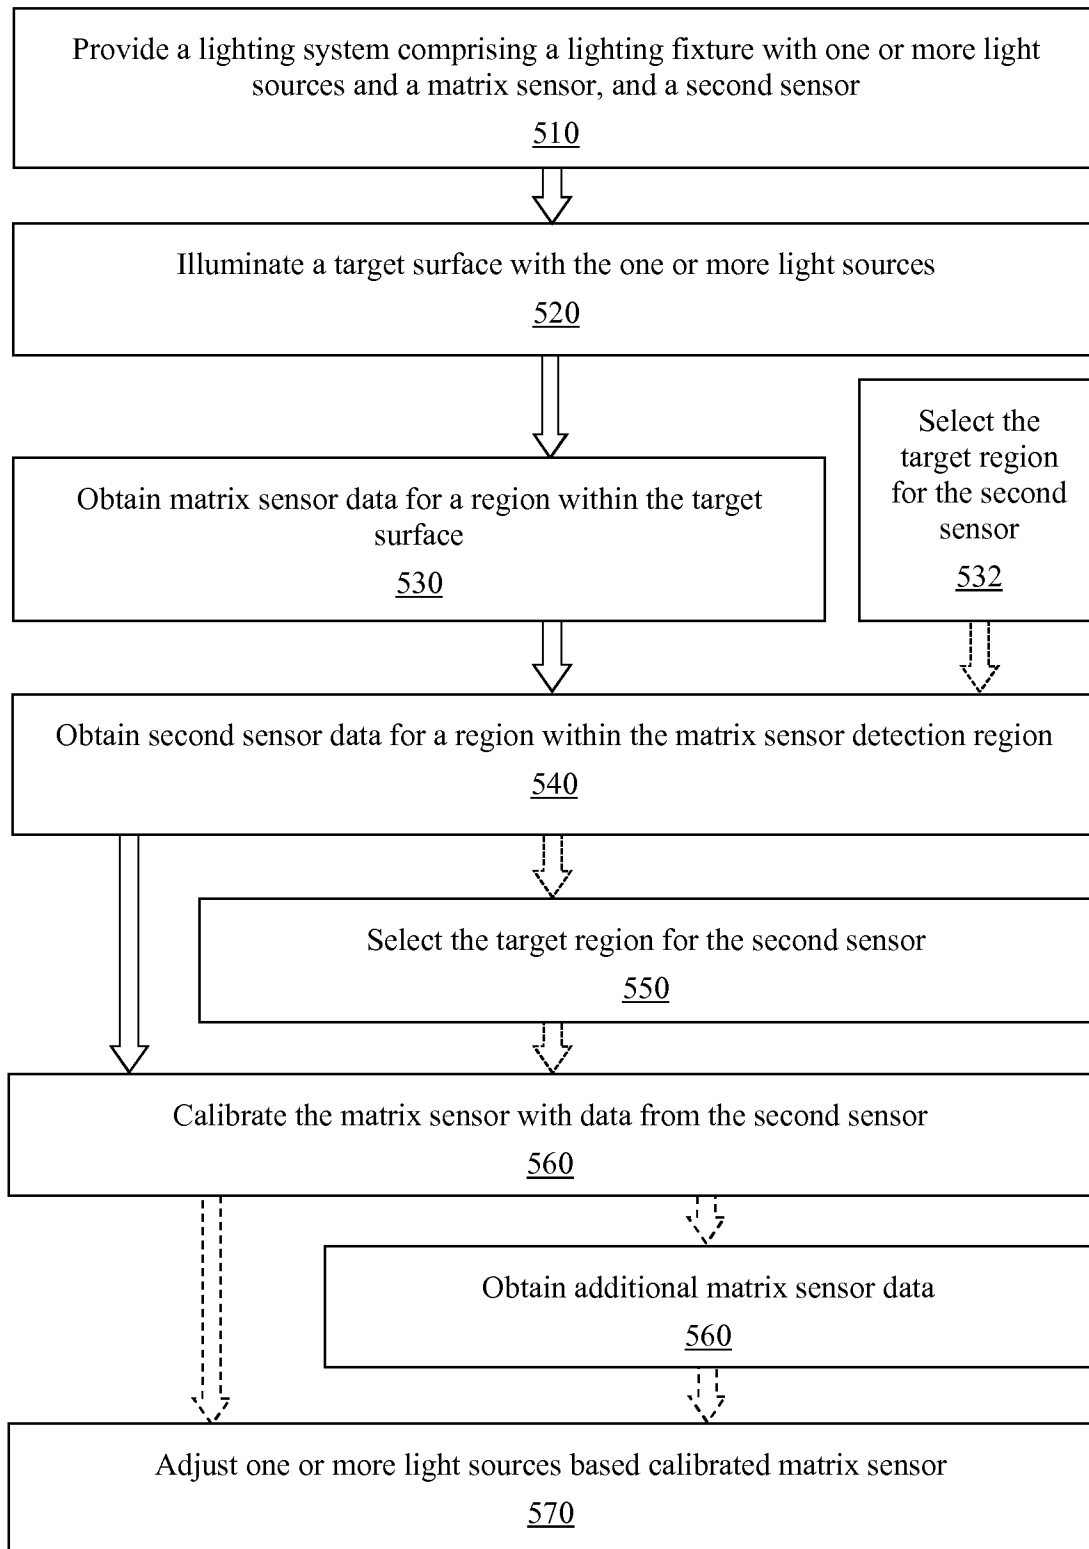 Provide a lighting system comprising a lighting fixture with one or more light
sources and a matrix sensor, and a second sensor
510
Illuminate a target surface with the one or more light sources
520
Obtain matrix sensor data for a region within the target
surface
530
Select the
target region
for the second
sensor
532
Obtain second sensor data for a region within the matrix sensor detection region
540
Select the target region for the second sensor
550
Calibrate the matrix sensor with data from the second sensor
560
Obtain additional matrix sensor data
560
Adjust one or more light sources based calibrated matrix sensor
570